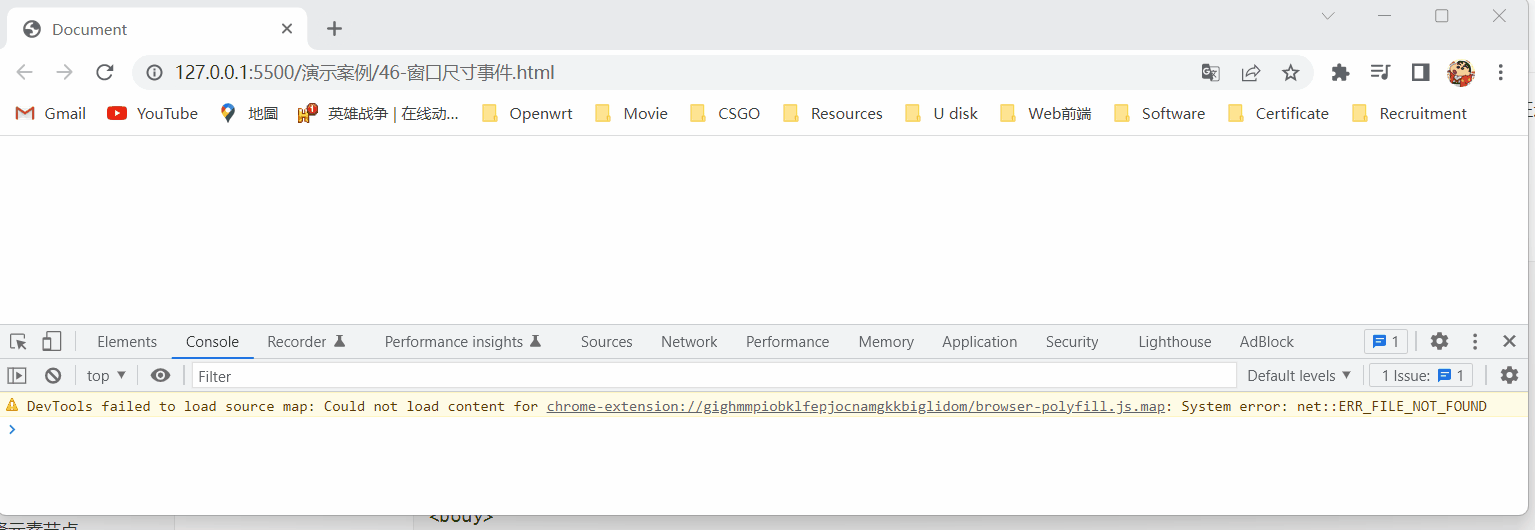 Document
127.0.0.1:5500/演示案例/46-窗口尺寸事件.html
Gmail YouTube 地圖 英雄战争 | 在线动... Openwrt Movie CSGO Resources U disk Web前端 Software Certificate Recruitment
Elements Console Recorder Performance insights Sources Network Performance Memory Application Security Lighthouse AdBlock 1
top Filter Default levels 1 Issue: 1
DevTools failed to load source map: Could not load content for chrome-extension://gighmmpiobklfepjocnamgkkbiglidom/browser-polyfill.js.map: System error: net::ERR_FILE_NOT_FOUND
<body>